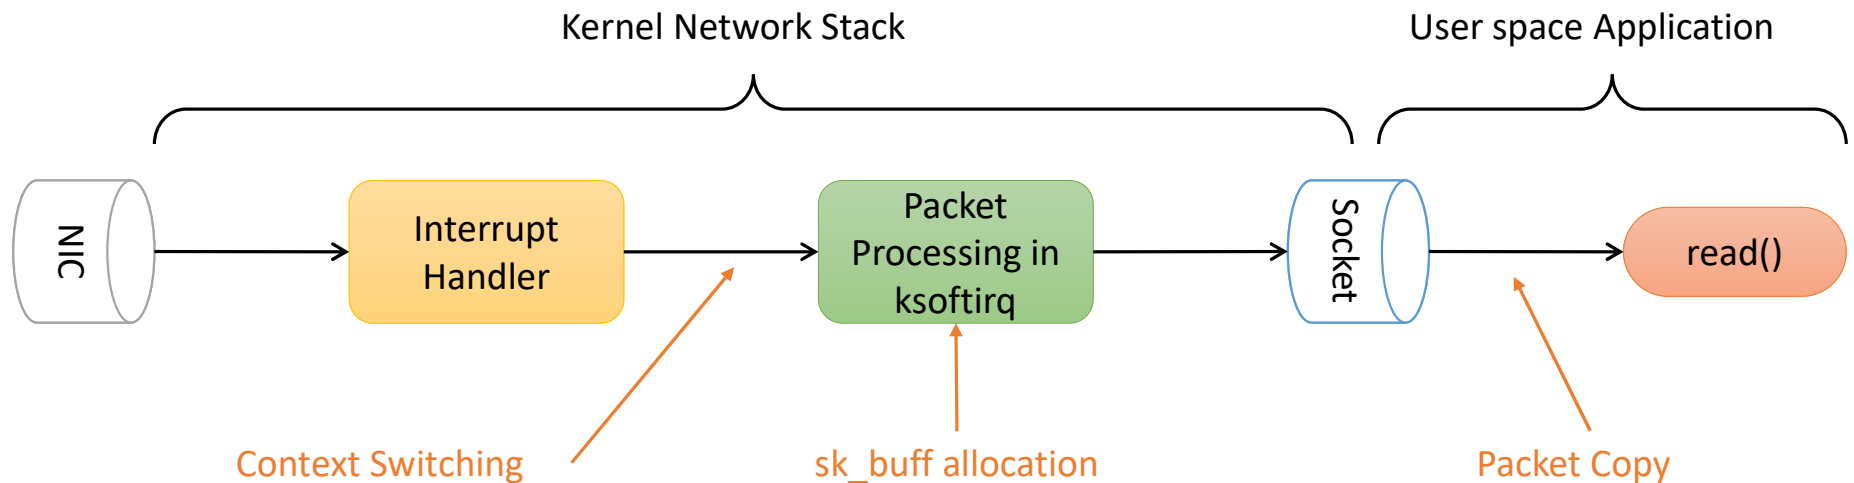 Kernel Network Stack
User space Application
NIC
Interrupt
Handler
Packet
Processing in
ksoftirq
Socket
read()
Context Switching
sk_buff allocation
Packet Copy